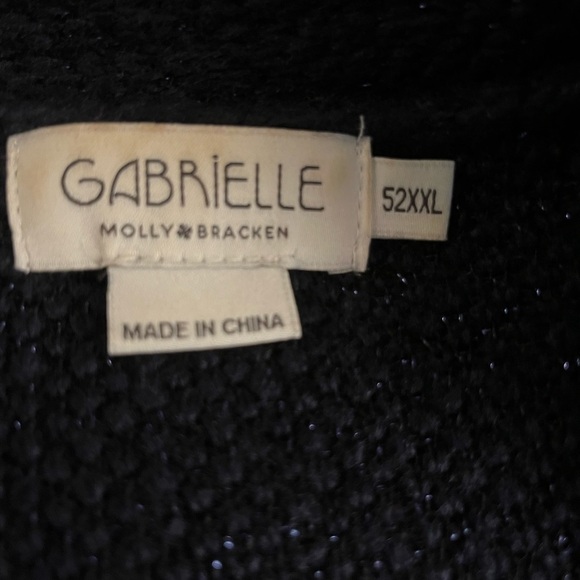 GABRiELLE
MOLLY & BRACKEN
52XXL
MADE IN CHINA